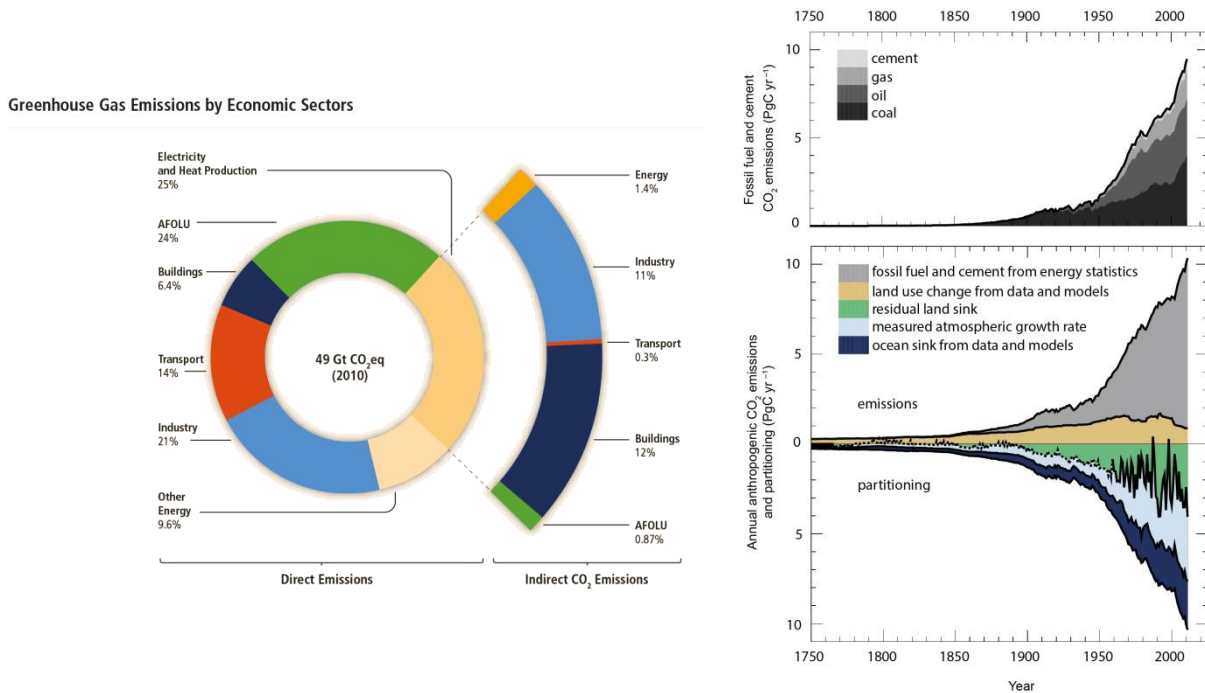 Greenhouse Gas Emissions by Economic Sectors
Electricity
and Heat Production
25%
AFOLU
24%
Buildings
6.4%
Transport
14%
Industry
21%
Other
Energy
9.6%
49 Gt CO₂eq
(2010)
Energy
1.4%
Industry
11%
Transport
0.3%
Buildings
12%
AFOLU
0.87%
Direct Emissions
Indirect CO₂ Emissions
1750 1800 1850 1900 1950 2000
Fossil fuel and cement
CO₂ emissions (PgC yr⁻¹)
10
5
0
cement
gas
oil
coal
Annual anthropogenic CO₂ emissions
and partitioning (PgC yr⁻¹)
10
5
0
5
10
fossil fuel and cement from energy statistics
land use change from data and models
residual land sink
measured atmospheric growth rate
ocean sink from data and models
emissions
partitioning
1750 1800 1850 1900 1950 2000
Year